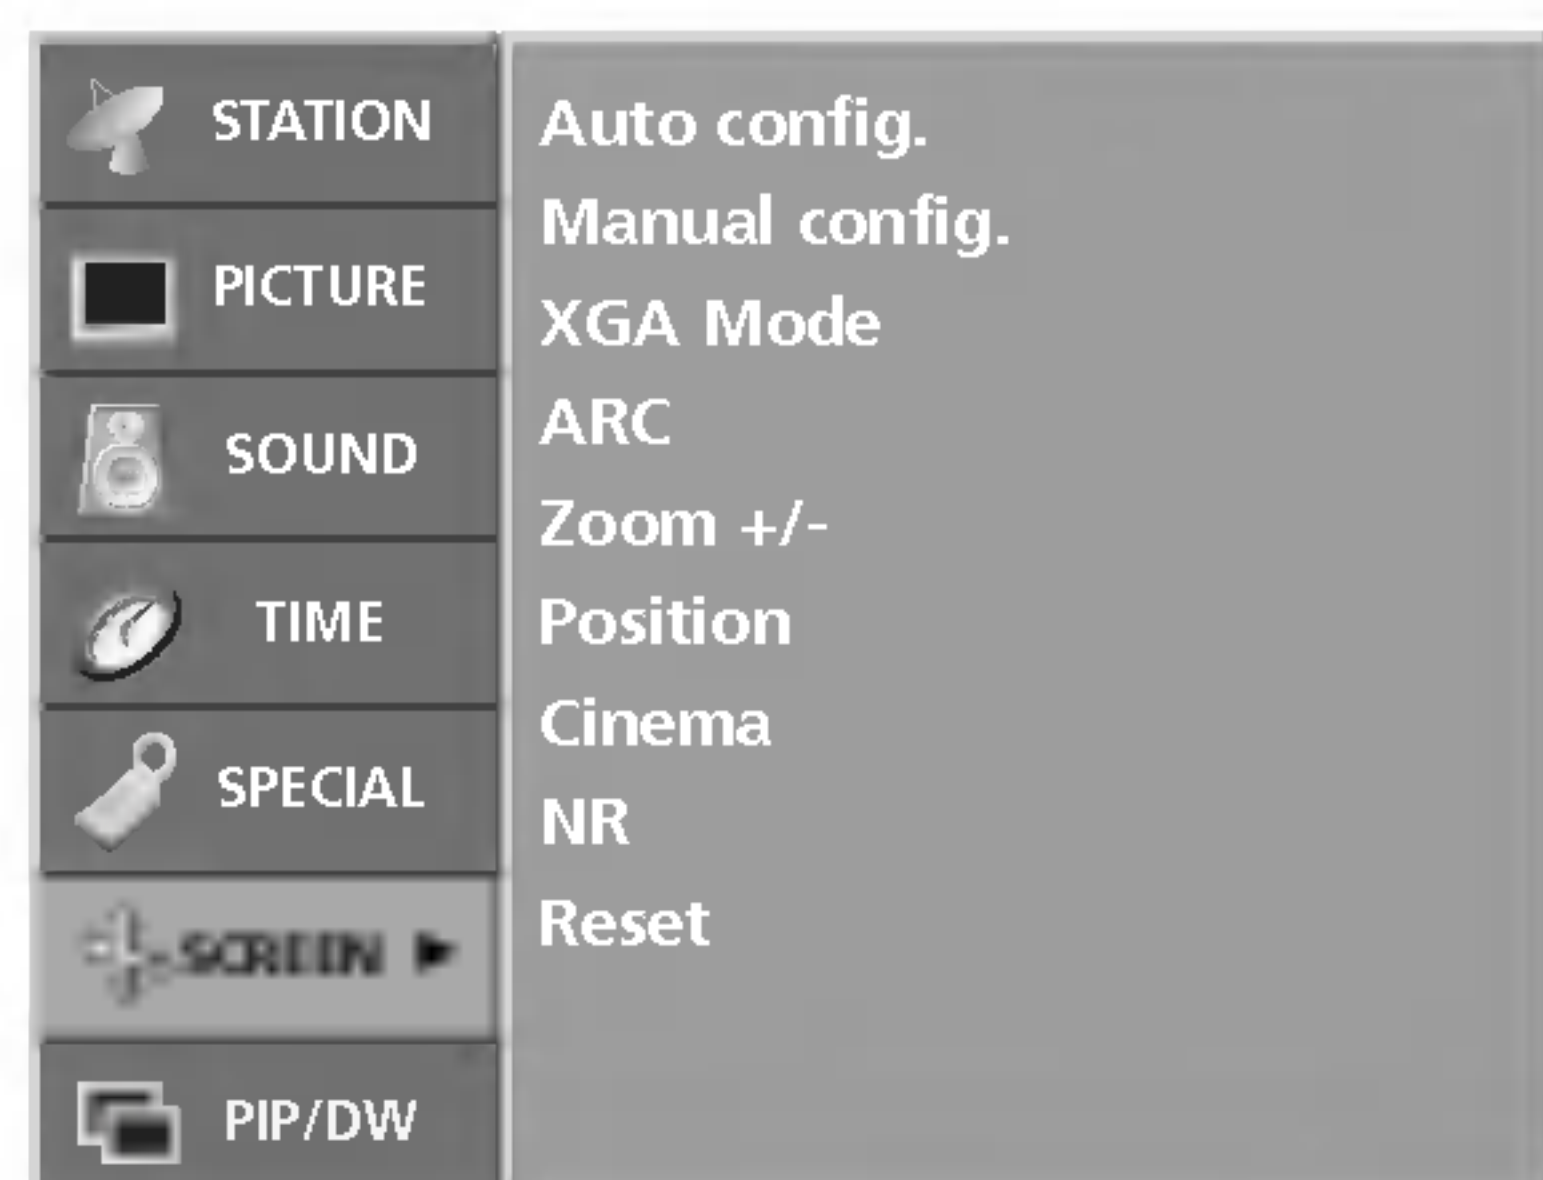 STATION
PICTURE
SOUND
TIME
SPECIAL
SCREEN ►
PIP/DW
Auto config.
Manual config.
XGA Mode
ARC
Zoom +/-
Position
Cinema
NR
Reset